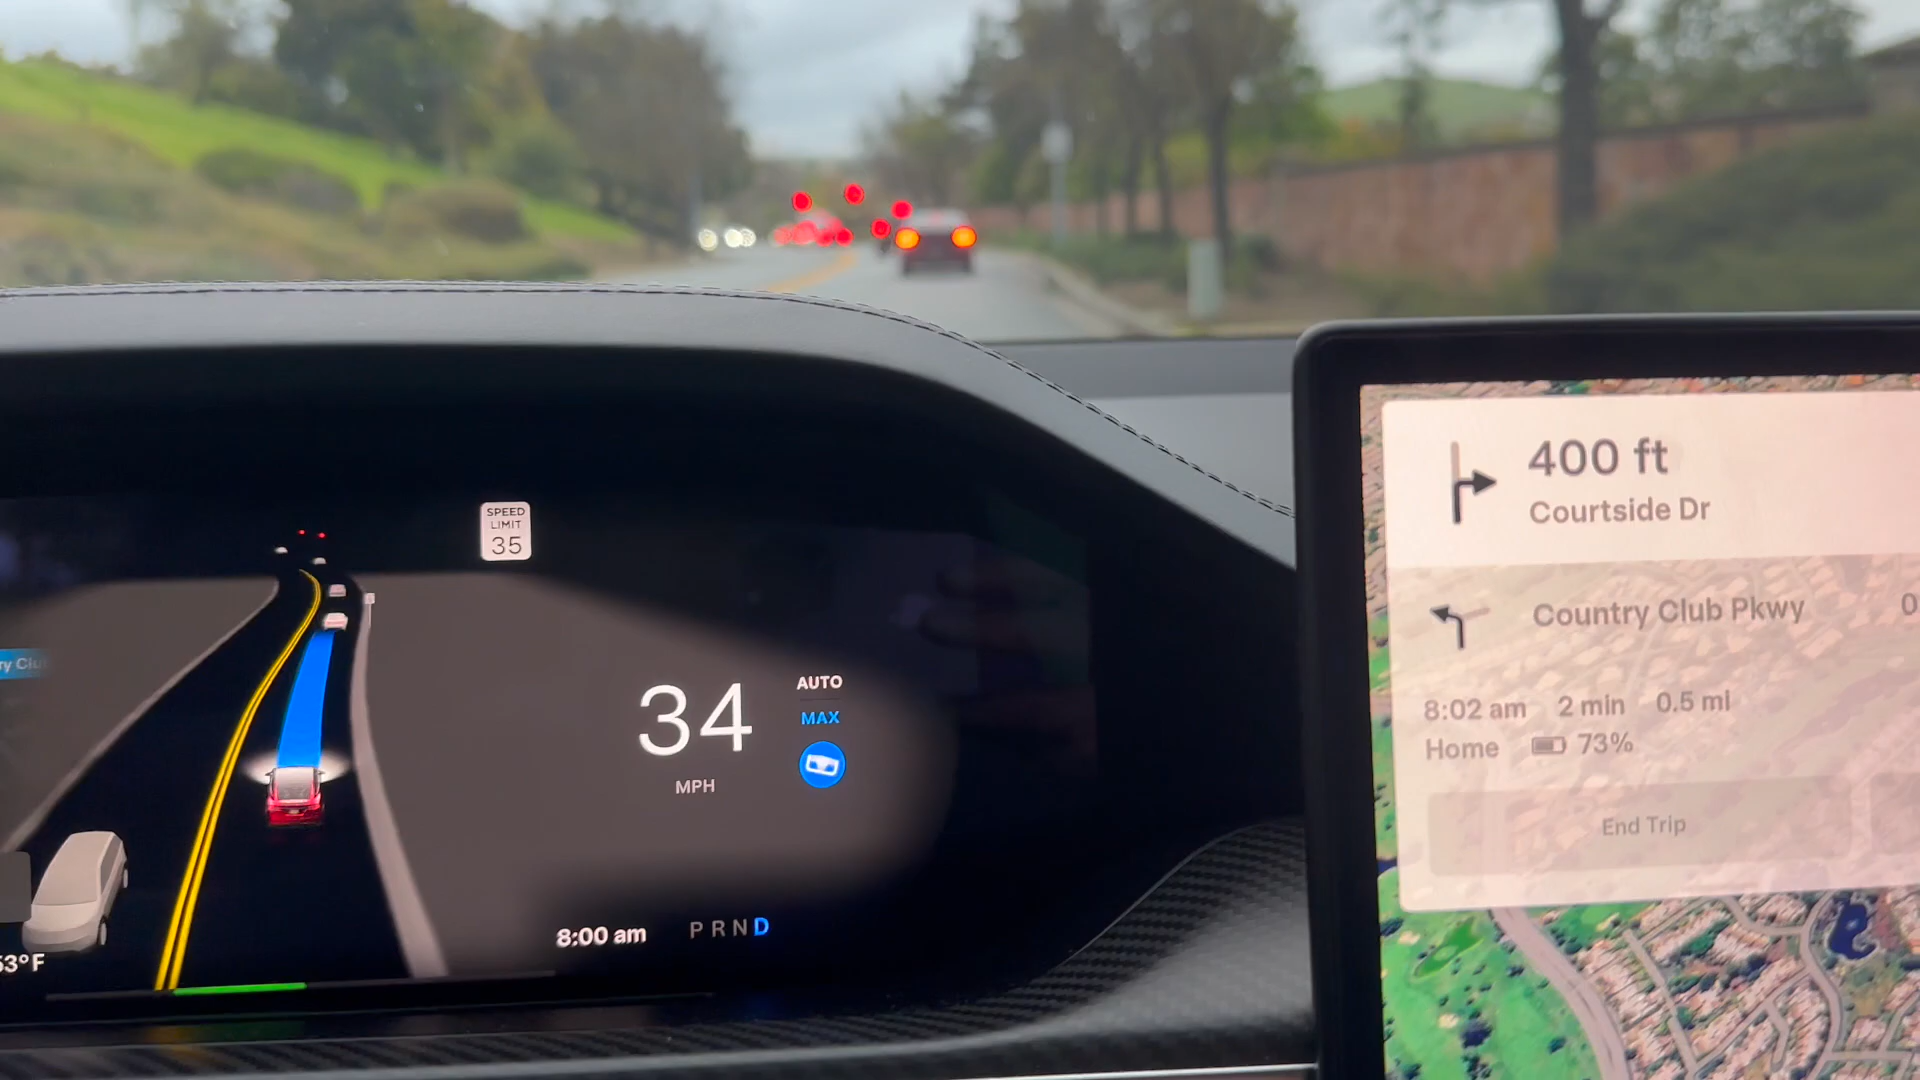 SPEED
LIMIT
35
34
MPH
AUTO
MAX
8:00 am
P R N D
53°F
400 ft
Courtside Dr
Country Club Pkwy
8:02 am 2 min 0.5 mi
Home 73%
End Trip